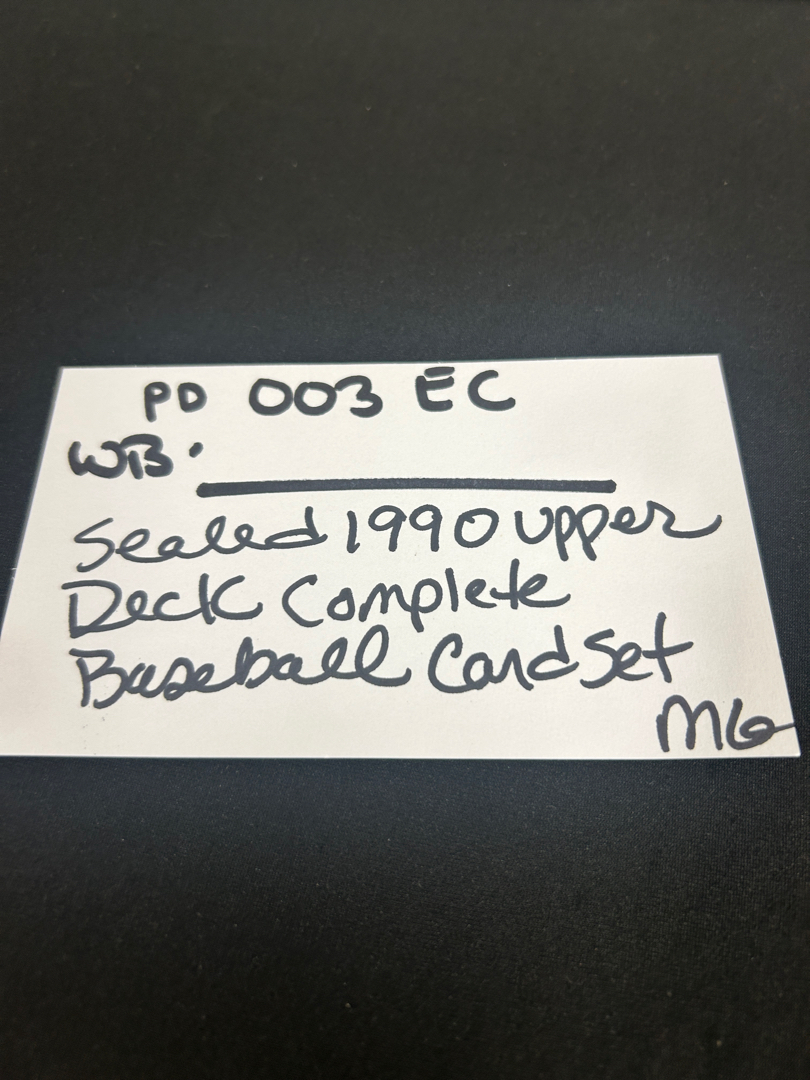 PD 003 EC
WB:
Sealed 1990 Upper
Deck Complete
Baseball Card Set
MG